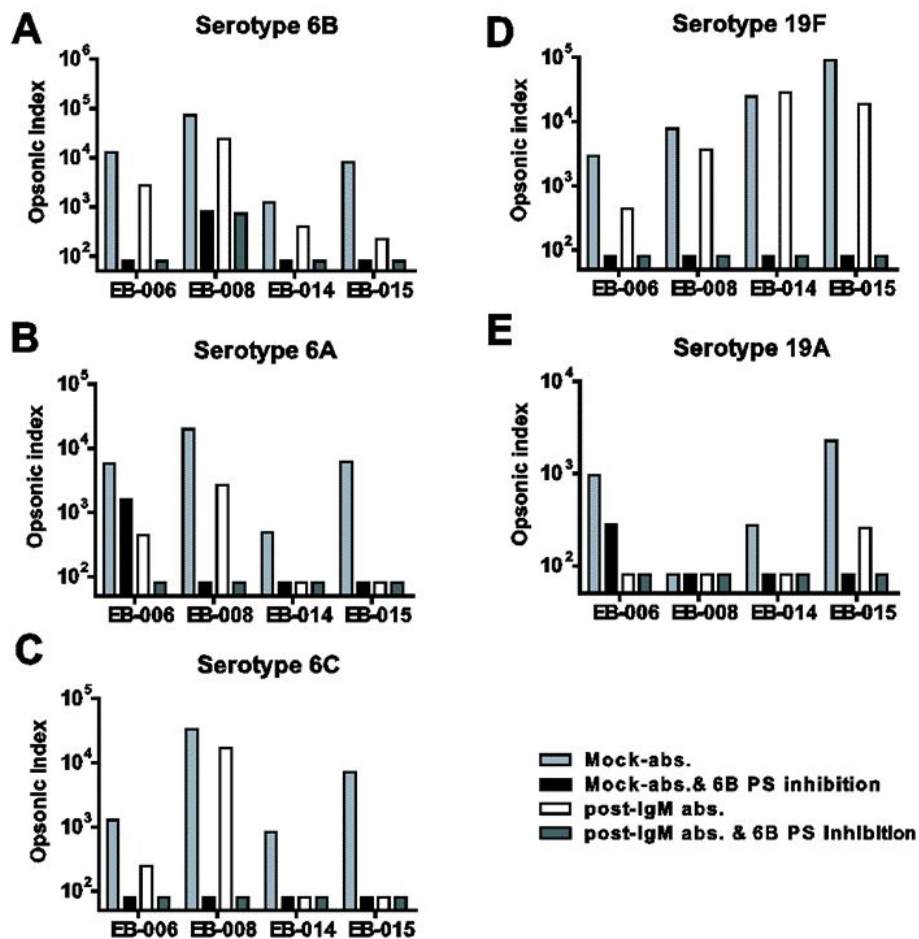 A
Serotype 6B
Opsonic Index
10^6
10^5
10^4
10^3
10^2
EB-006 EB-008 EB-014 EB-015
B
Serotype 6A
Opsonic index
10^5
10^4
10^3
10^2
EB-006 EB-008 EB-014 EB-015
C
Serotype 6C
Opsonic Index
10^5
10^4
10^3
10^2
EB-006 EB-008 EB-014 EB-015
D
Serotype 19F
Opsonic index
10^5
10^4
10^3
10^2
EB-006 EB-008 EB-014 EB-015
E
Serotype 19A
Opsonic index
10^4
10^3
10^2
EB-006 EB-008 EB-014 EB-015
Mock-abs.
Mock-abs.& 6B PS inhibition
post-IgM abs.
post-IgM abs. & 6B PS Inhibition